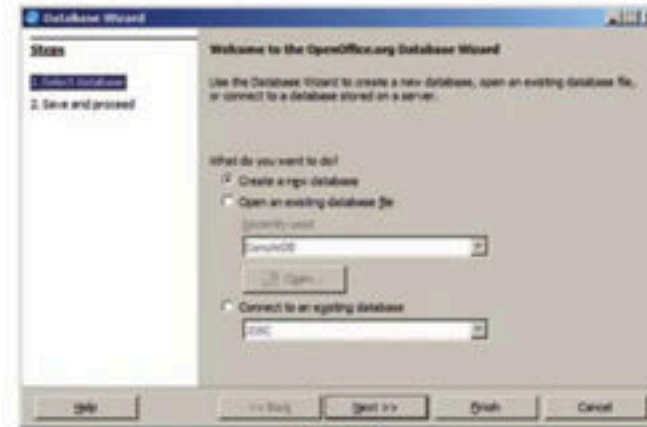 Database Wizard
Steps
1. Select database
2. Save and proceed
Welcome to the OpenOffice.org Database Wizard
Use the Database Wizard to create a new database, open an existing database file,
or connect to a database stored on a server.
What do you want to do?
Create a new database
Open an existing database file
Recently used
Open...
Connect to an existing database
JDBC
Help
<< Back
Next >>
Finish
Cancel